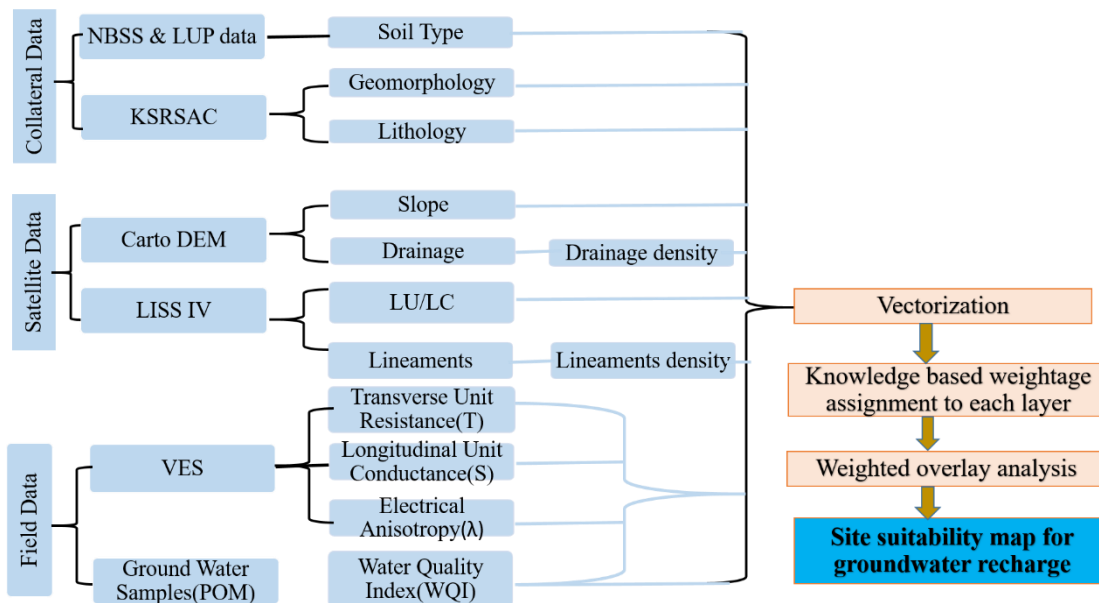 Collateral Data
NBSS & LUP data
Soil Type
KSRSAC
Geomorphology
Lithology
Satellite Data
Carto DEM
Slope
Drainage
Drainage density
LISS IV
LU/LC
Lineaments
Lineaments density
Field Data
VES
Transverse Unit
Resistance(T)
Longitudinal Unit
Conductance(S)
Electrical
Anisotropy(λ)
Ground Water
Samples(POM)
Water Quality
Index(WQI)
Vectorization
Knowledge based weightage
assignment to each layer
Weighted overlay analysis
Site suitability map for
groundwater recharge